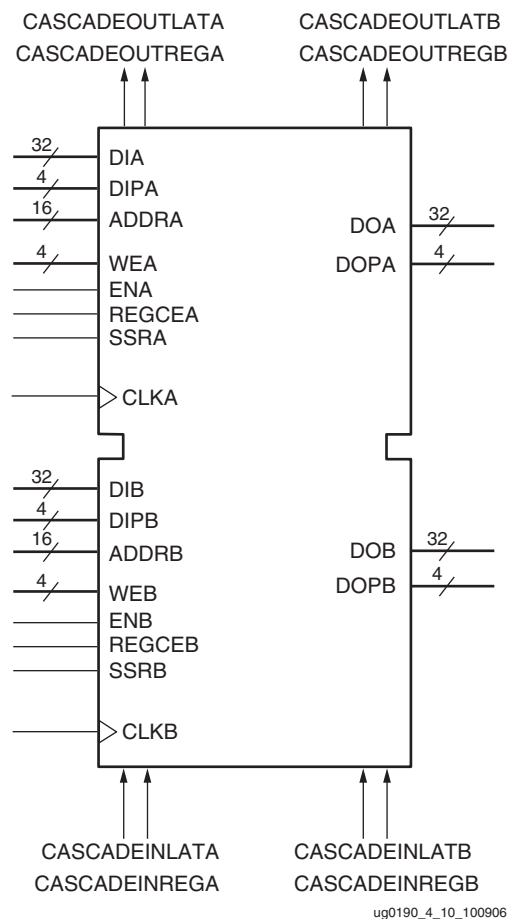 CASCADEOUTLATA CASCADEOUTLATB
CASCADEOUTREGA CASCADEOUTREGB
32 DIA
4 DIPA
16 ADDRA
DOA 32
4 WEA
DOPA 4
ENA
REGCEA
SSRA
CLKA
32 DIB
4 DIPB
16 ADDRB
DOB 32
4 WEB
DOPB 4
ENB
REGCEB
SSRB
CLKB
CASCADEINLATA CASCADEINLATB
CASCADEINREGA CASCADEINREGB
ug0190_4_10_100906